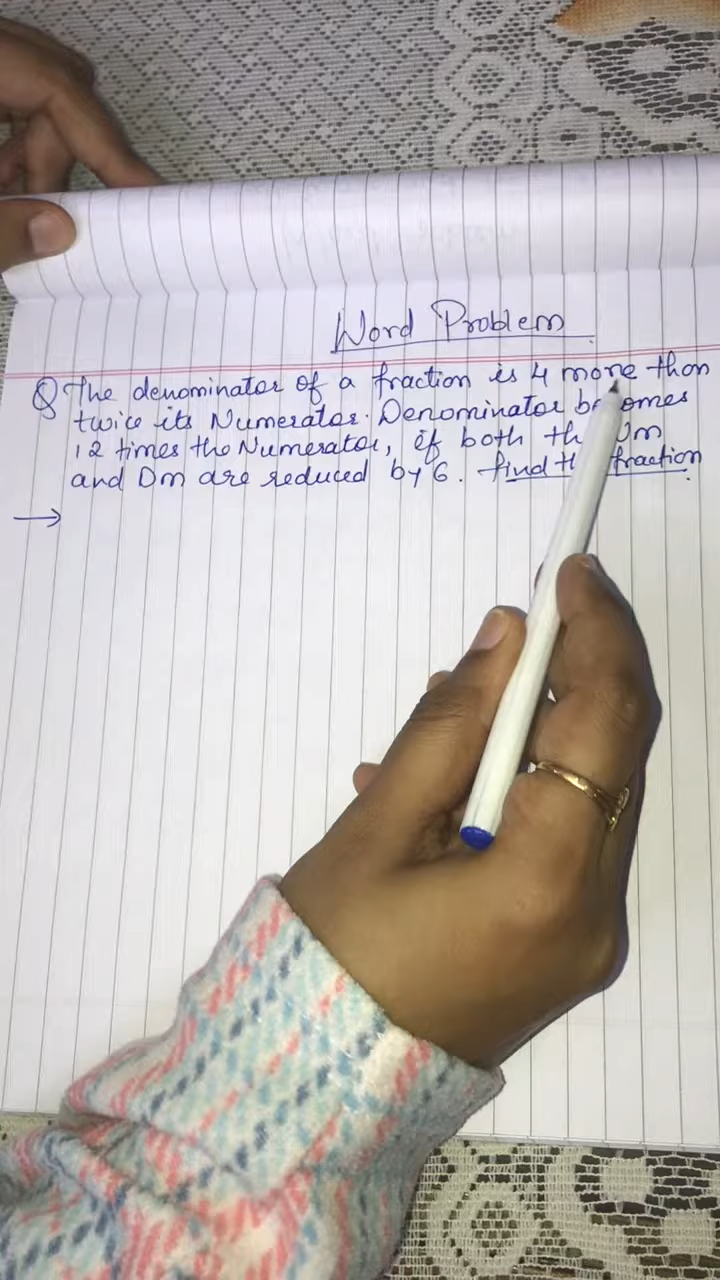 Word Problem
Q The denominator of a fraction is 4 more than
twice its Numerator. Denominator becomes
12 times the Numerator, if both the
and Dm are reduced by 6. find the fraction
→